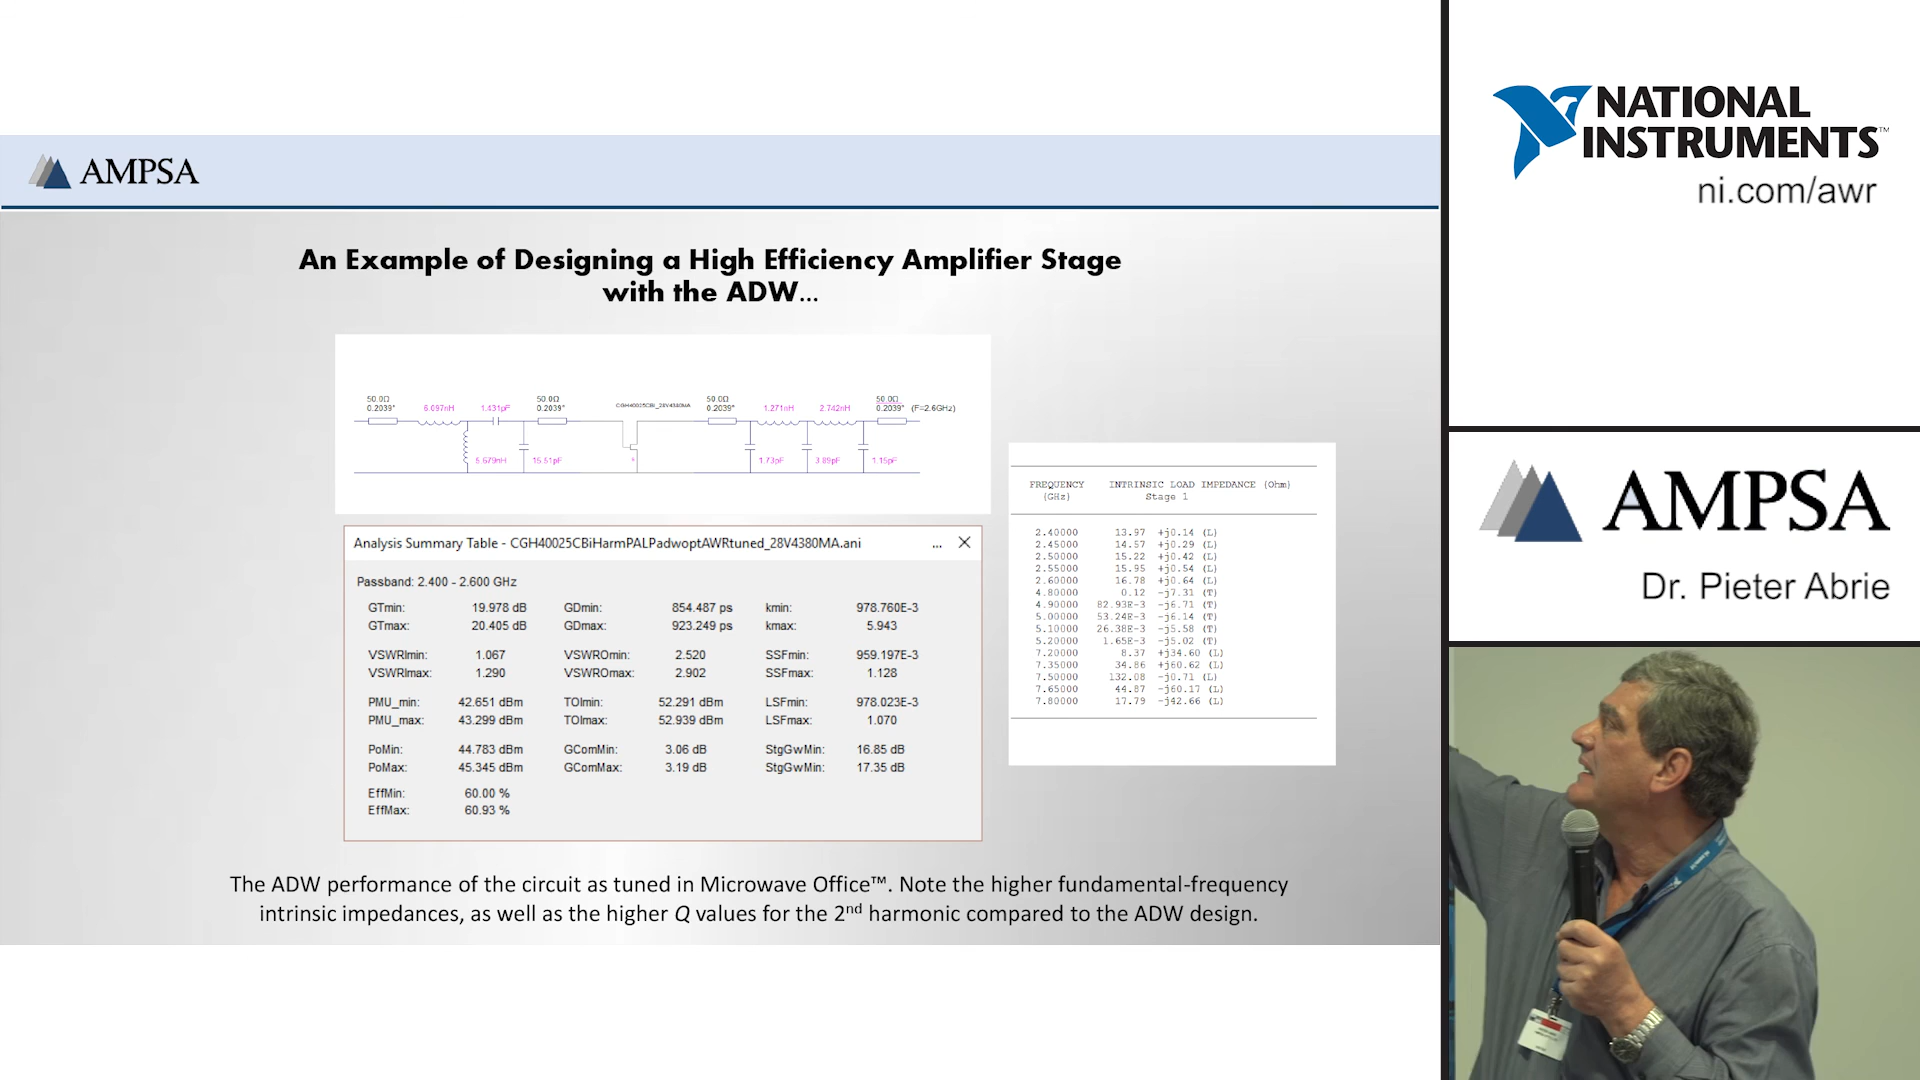 AMPSA
An Example of Designing a High Efficiency Amplifier Stage
with the ADW...
50.0Ω
0.2039°
6.097nH
1.431pF
50.0Ω
0.2039°
CGH40025CBi_28V4380MA
50.0Ω
0.2039°
1.271nH
2.742nH
50.0Ω
0.2039°
(F=2.6GHz)
5.679nH
15.51pF
1.73pF
3.89pF
1.15pF
Analysis Summary Table - CGH40025CBiHarmPALPadwoptAWRtuned_28V4380MA.ani
... ×
Passband: 2.400 - 2.600 GHz
GTmin: 19.978 dB GDmin: 854.487 ps kmin: 978.760E-3
GTmax: 20.405 dB GDmax: 923.249 ps kmax: 5.943
VSWRImin: 1.067 VSWROmin: 2.520 SSFmin: 959.197E-3
VSWRImax: 1.290 VSWROmax: 2.902 SSFmax: 1.128
PMU_min: 42.651 dBm TOImin: 52.291 dBm LSFmin: 978.023E-3
PMU_max: 43.299 dBm TOImax: 52.939 dBm LSFmax: 1.070
PoMin: 44.783 dBm GComMin: 3.06 dB StgGwMin: 16.85 dB
PoMax: 45.345 dBm GComMax: 3.19 dB StgGwMin: 17.35 dB
EffMin: 60.00 %
EffMax: 60.93 %
FREQUENCY INTRINSIC LOAD IMPEDANCE (Ohm)
(GHz) Stage 1
2.40000 13.97 +j0.14 (L)
2.45000 14.57 +j0.29 (L)
2.50000 15.22 +j0.42 (L)
2.55000 15.95 +j0.54 (L)
2.60000 16.78 +j0.64 (L)
4.80000 0.12 -j7.31 (T)
4.90000 82.93E-3 -j6.71 (T)
5.00000 53.24E-3 -j6.14 (T)
5.10000 26.38E-3 -j5.58 (T)
5.20000 1.65E-3 -j5.02 (T)
7.20000 8.37 +j34.60 (L)
7.35000 34.86 +j60.62 (L)
7.50000 132.08 -j0.71 (L)
7.65000 44.87 -j60.17 (L)
7.80000 17.79 -j42.66 (L)
The ADW performance of the circuit as tuned in Microwave Office™. Note the higher fundamental-frequency
intrinsic impedances, as well as the higher Q values for the 2nd harmonic compared to the ADW design.
NATIONAL
INSTRUMENTS™
ni.com/awr
AMPSA
Dr. Pieter Abrie